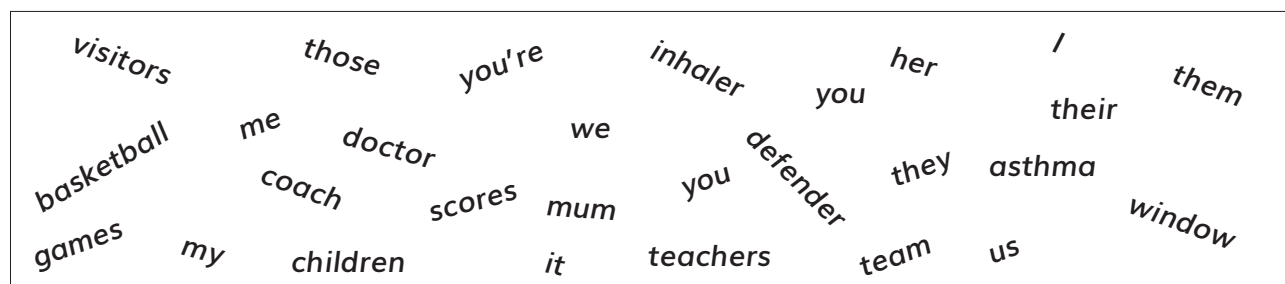 visitors
those
you're
inhaler
her
I
them
you
their
basketball
me
doctor
we
defender
they
asthma
coach
scores
mum
you
window
games
my
children
it
teachers
team
us